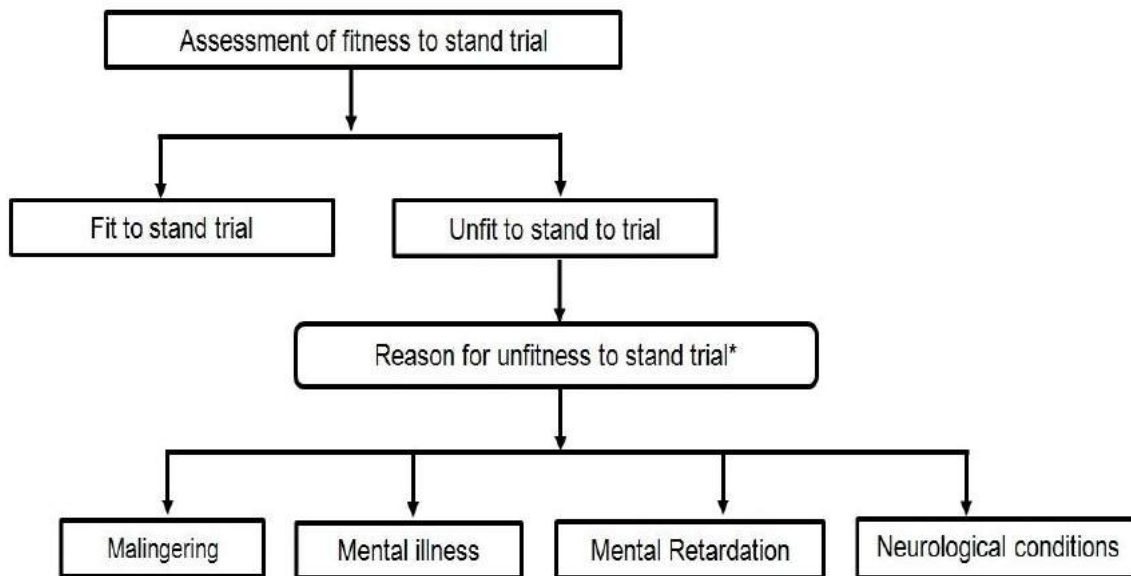 Assessment of fitness to stand trial
Fit to stand trial
Unfit to stand to trial
Reason for unfitness to stand trial*
Malingering
Mental illness
Mental Retardation
Neurological conditions